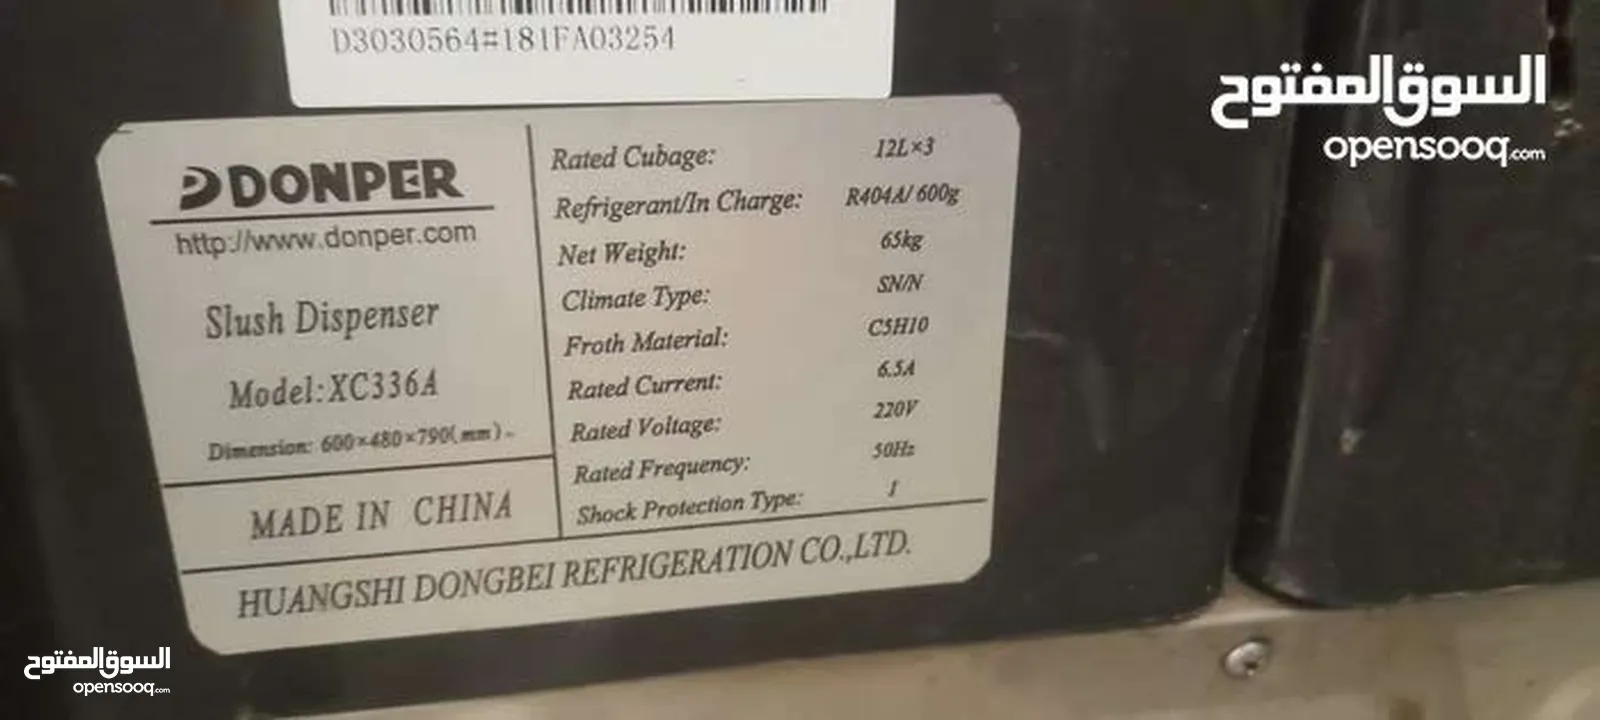 D3030564#181FA03254
DONPER
http://www.donper.com
Slush Dispenser
Model:XC336A
Dimension: 600×480×790(mm)
MADE IN CHINA
Rated Cubage: 12L×3
Refrigerant/In Charge: R404A/ 600g
Net Weight: 65kg
Climate Type: SN/N
Froth Material: C5H10
Rated Current: 6.5A
Rated Voltage: 220V
Rated Frequency: 50Hz
Shock Protection Type: I
HUANGSHI DONGBEI REFRIGERATION CO.,LTD.
السوق المفتوح
opensooq.com
السوق المفتوح
opensooq.com